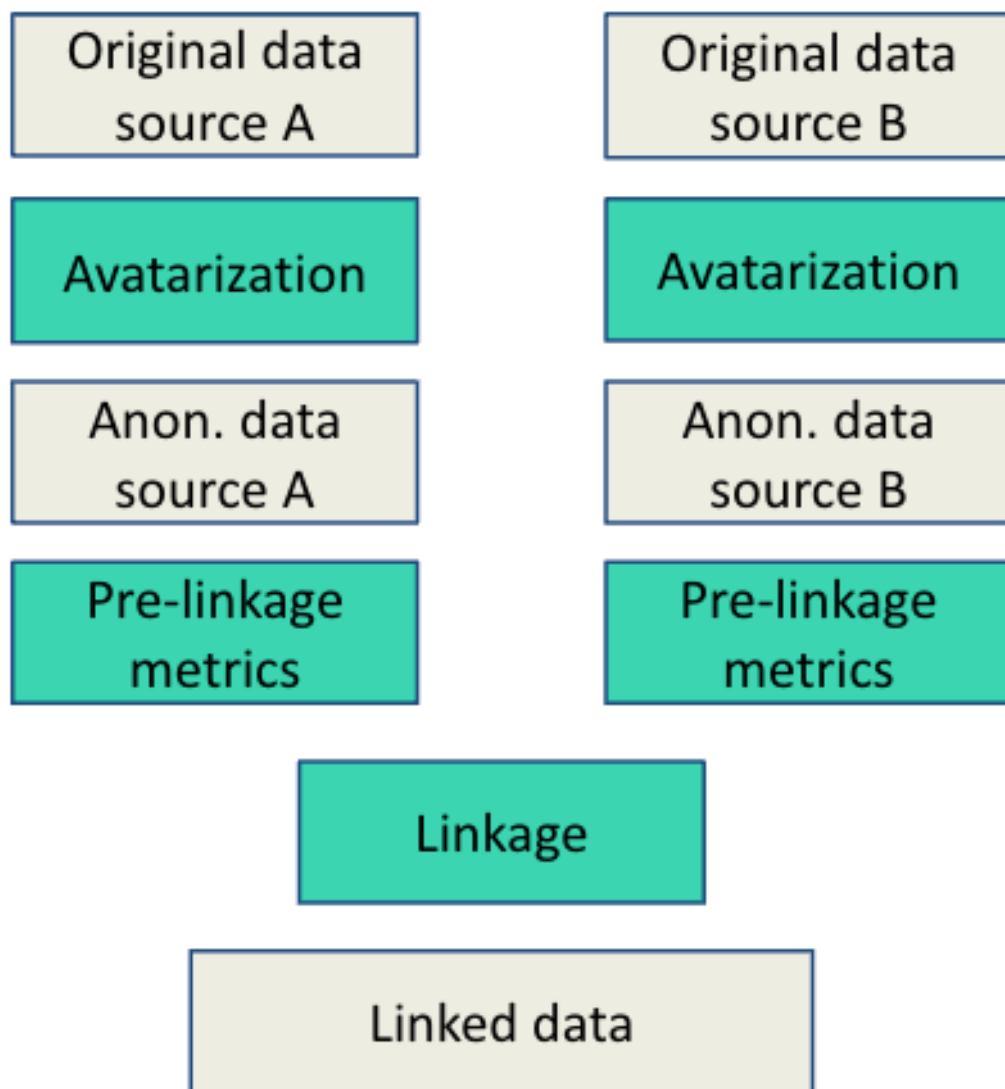 Original data
source A
Original data
source B
Avatarization
Avatarization
Anon. data
source A
Anon. data
source B
Pre-linkage
metrics
Pre-linkage
metrics
Linkage
Linked data